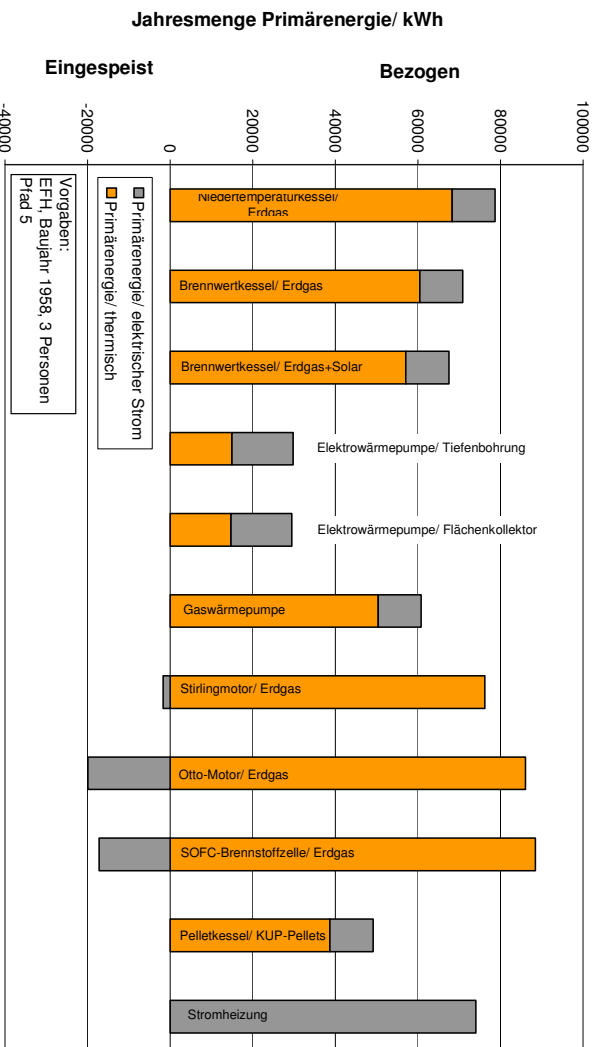 Jahresmenge Primärenergie/ kWh
Eingespeist
Bezogen
-40000
-20000
0
20000
40000
60000
80000
100000
Niedertemperaturkessel/
Erdgas
Brennwertkessel/ Erdgas
Brennwertkessel/ Erdgas+Solar
Elektrowärmepumpe/ Tiefenbohrung
Elektrowärmepumpe/ Flächenkollektor
Gaswärmepumpe
Stirlingmotor/ Erdgas
Otto-Motor/ Erdgas
SOFC-Brennstoffzelle/ Erdgas
Pelletkessel/ KUP-Pellets
Stromheizung
Primärenergie/ elektrischer Strom
Primärenergie/ thermisch
Vorgaben:
EFH, Baujahr 1958, 3 Personen
Pfad 5